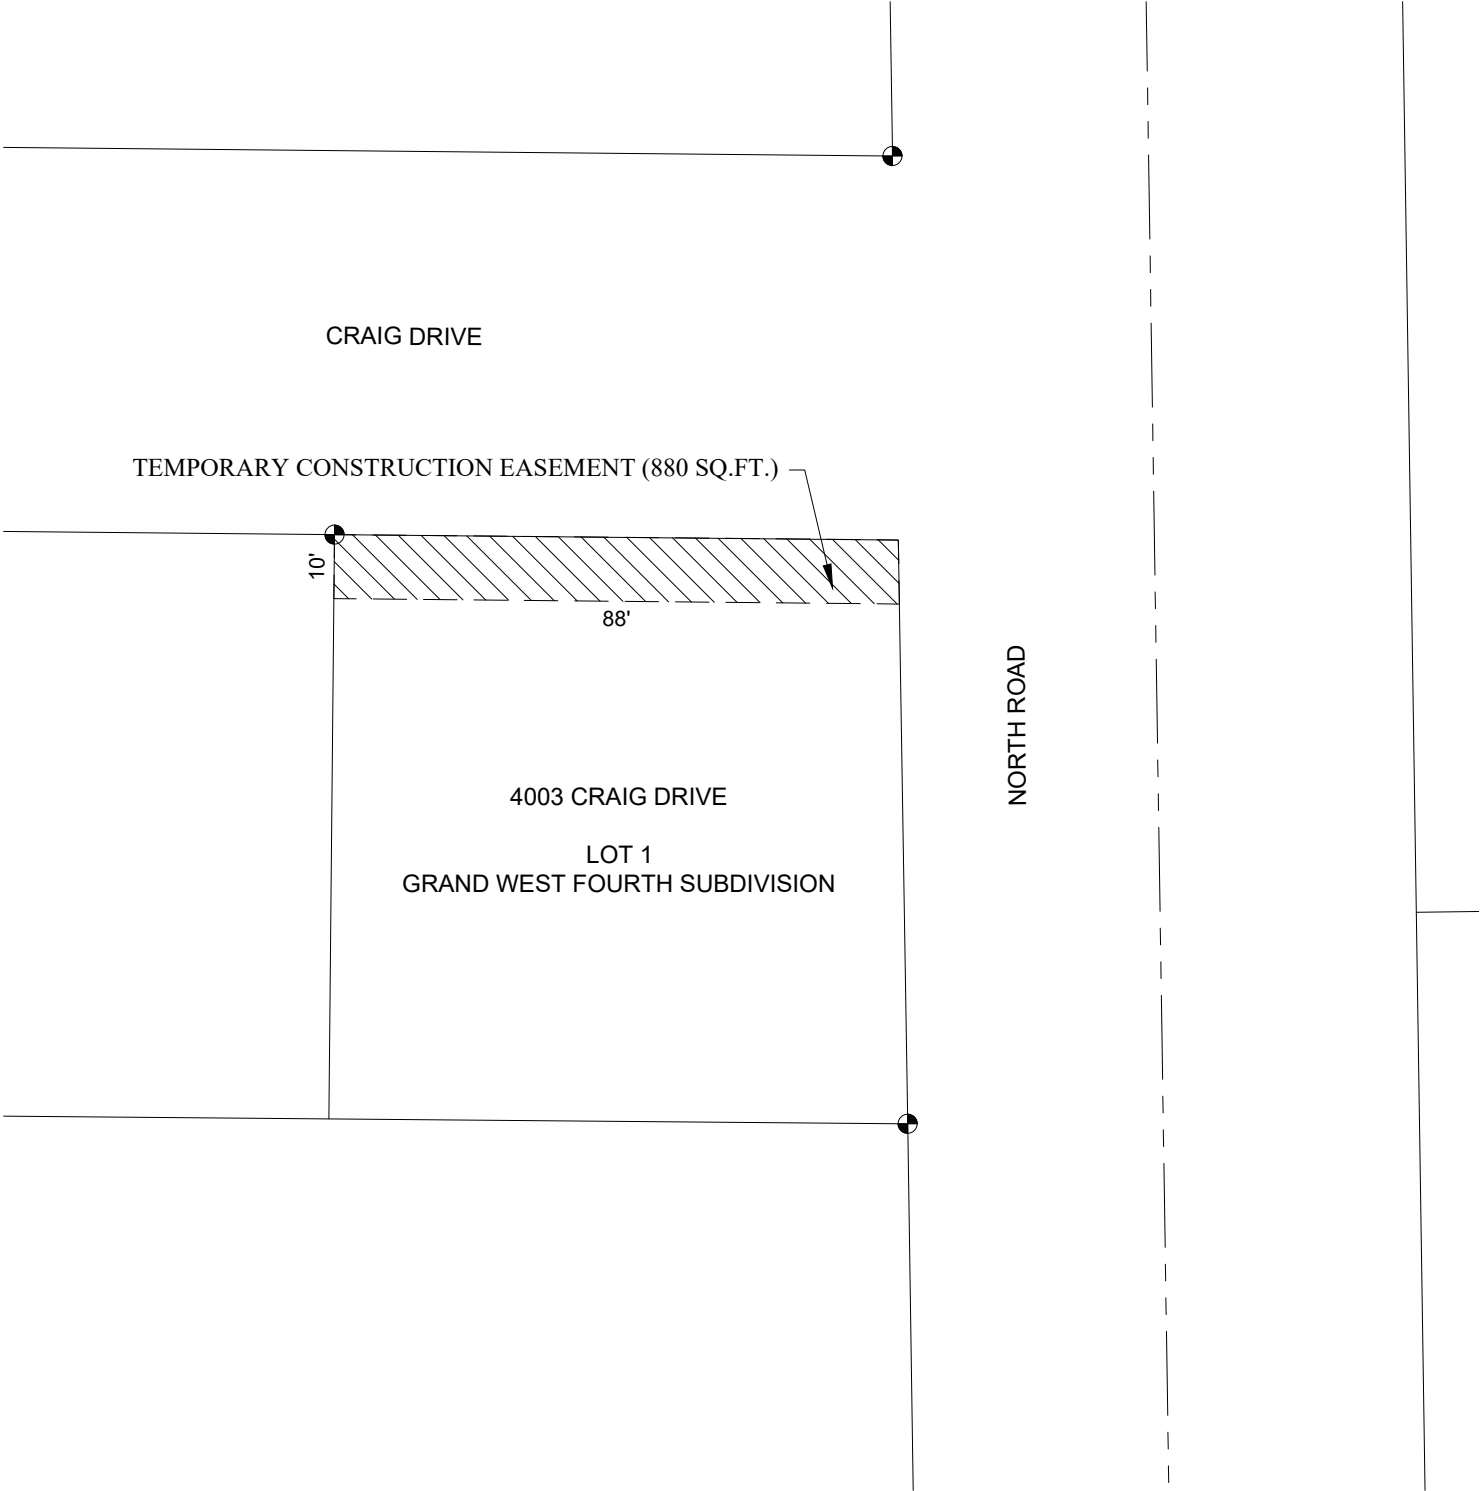 CRAIG DRIVE
TEMPORARY CONSTRUCTION EASEMENT (880 SQ.FT.)
10'
88'
NORTH ROAD
4003 CRAIG DRIVE
LOT 1
GRAND WEST FOURTH SUBDIVISION